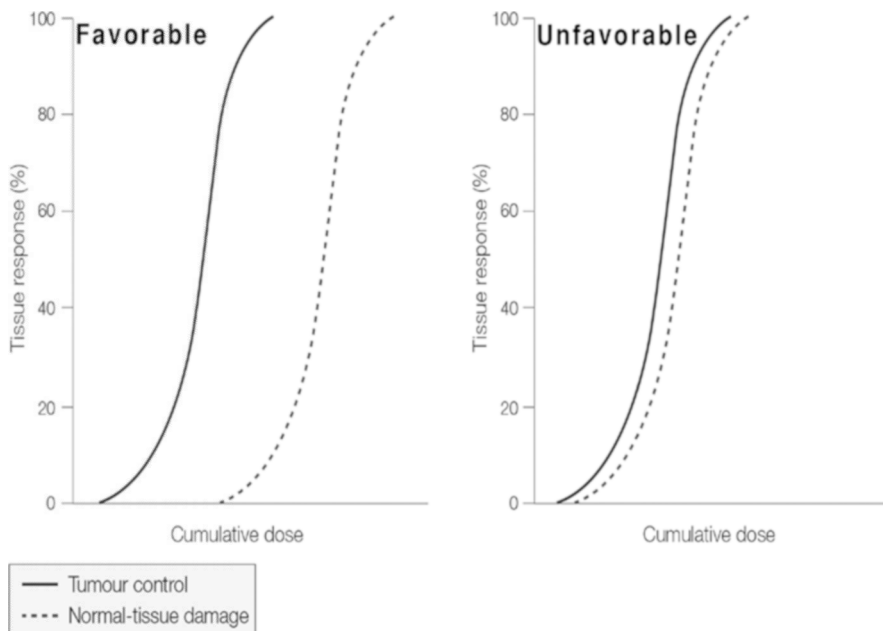 Favorable
Tissue response (%)
100
80
60
40
20
0
Cumulative dose
Unfavorable
Tissue response (%)
100
80
60
40
20
0
Cumulative dose
Tumour control
Normal-tissue damage